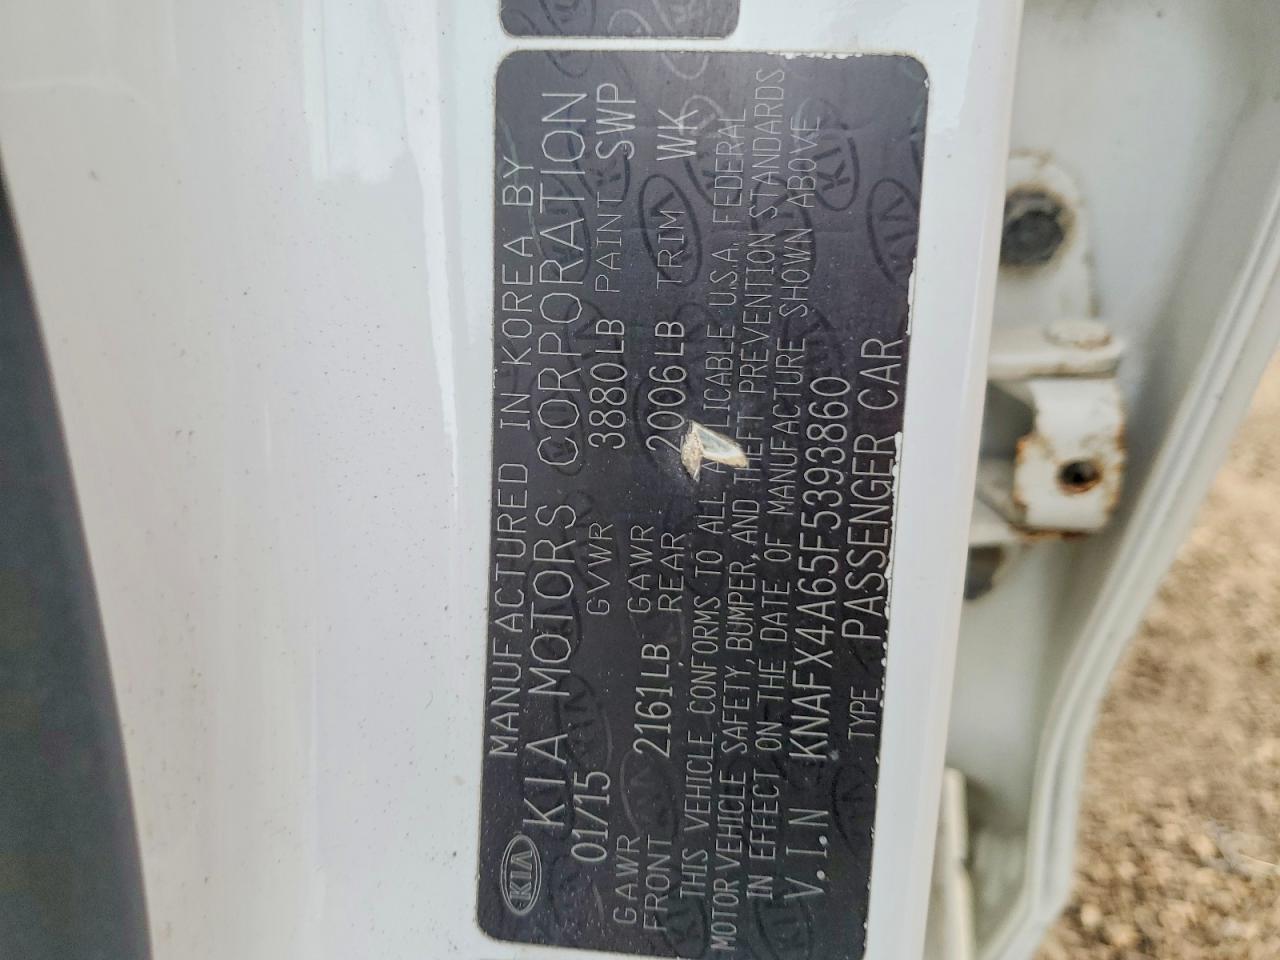 MANUFACTURED IN KOREA BY
KIA KIA MOTORS CORPORATION
01/15 GVWR 3880LB PAINT SWP
GAWR FRONT 2161LB GAWR REAR 2006LB TRIM WK
THIS VEHICLE CONFORMS TO ALL A LICABLE U.S.A. FEDERAL
MOTOR VEHICLE SAFETY, BUMPER, AND THEFT PREVENTION STANDARDS
IN EFFECT ON THE DATE OF MANUFACTURE SHOWN ABOVE
V.I.N KNAFX4A65F5393860
TYPE PASSENGER CAR